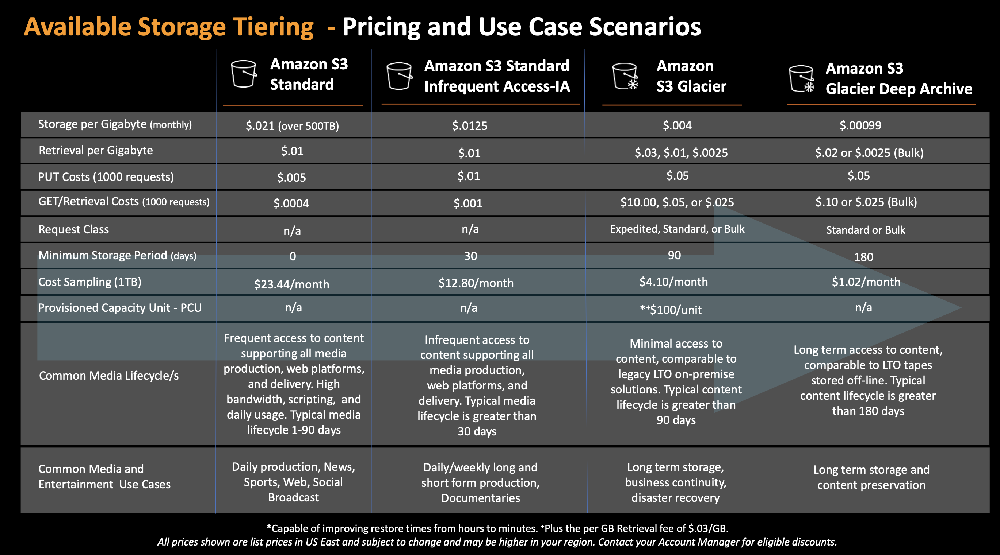 Available Storage Tiering - Pricing and Use Case Scenarios
Amazon S3
Standard
Amazon S3 Standard
Infrequent Access-IA
Amazon
S3 Glacier
Amazon S3
Glacier Deep Archive
Storage per Gigabyte (monthly)
$.021 (over 500TB)
$.0125
$.004
$.00099
Retrieval per Gigabyte
$.01
$.01
$.03, $.01, $.0025
$.02 or $.0025 (Bulk)
PUT Costs (1000 requests)
$.005
$.01
$.05
$.05
GET/Retrieval Costs (1000 requests)
$.0004
$.001
$10.00, $.05, or $.025
$.10 or $.025 (Bulk)
Request Class
n/a
n/a
Expedited, Standard, or Bulk
Standard or Bulk
Minimum Storage Period (days)
0
30
90
180
Cost Sampling (1TB)
$23.44/month
$12.80/month
$4.10/month
$1.02/month
Provisioned Capacity Unit - PCU
n/a
n/a
*⁺$100/unit
n/a
Common Media Lifecycle/s
Frequent access to content
supporting all media
production, web platforms,
and delivery. High
bandwidth, scripting, and
daily usage. Typical media
lifecycle 1-90 days
Infrequent access to
content supporting all
media production,
web platforms, and
delivery. Typical media
lifecycle is greater than
30 days
Minimal access to
content, comparable to
legacy LTO on-premise
solutions. Typical content
lifecycle is greater than
90 days
Long term access to content,
comparable to LTO tapes
stored off-line. Typical
content lifecycle is greater
than 180 days
Common Media and
Entertainment Use Cases
Daily production, News,
Sports, Web, Social
Broadcast
Daily/weekly long and
short form production,
Documentaries
Long term storage,
business continuity,
disaster recovery
Long term storage and
content preservation
*Capable of improving restore times from hours to minutes. ⁺Plus the per GB Retrieval fee of $.03/GB.
All prices shown are list prices in US East and subject to change and may be higher in your region. Contact your Account Manager for eligible discounts.